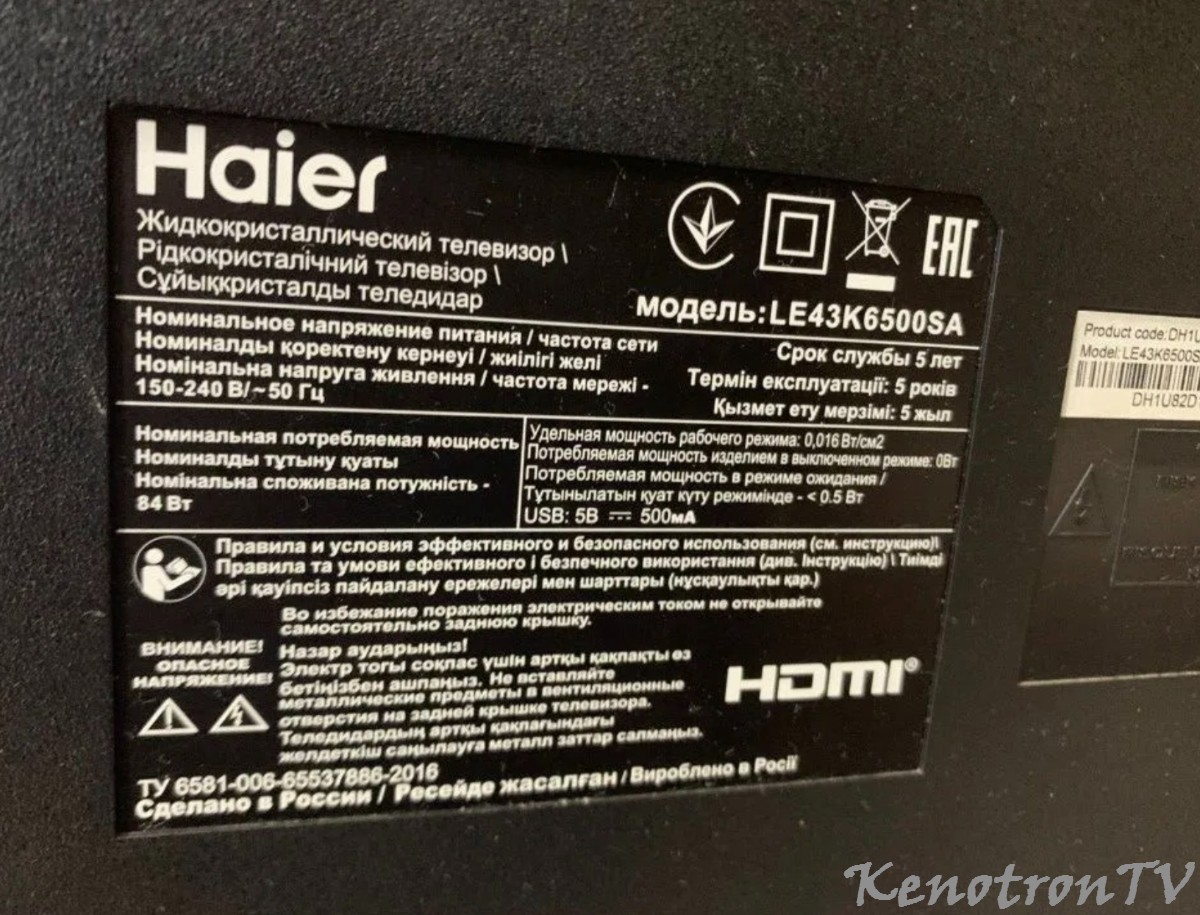 Haier
Жидкокристаллический телевизор \
Рідкокристалічний телевізор \
Сұйыққристалды теледидар
EAC
модель:LE43K6500SA
Номинальное напряжение питания / частота сети
Номиналды қоректену кернеуі / жиілігі желі
Номінальна напруга живлення / частота мережі -
150-240 В/~50 Гц
Срок службы 5 лет
Термін експлуатації: 5 років
Қызмет ету мерзімі: 5 жыл
Номинальная потребляемая мощность
Номиналды тұтыну қуаты
Номінальна споживана потужність -
84 Вт
Удельная мощность рабочего режима: 0,016 Вт/см2
Потребляемая мощность изделием в выключенном режиме: 0Вт
Потребляемая мощность в режиме ожидания /
Тұтынылатын қуат күту режимінде - < 0.5 Вт
USB: 5В ⎓ 500мА
Правила и условия эффективного и безопасного использования (см. инструкцию)\
Правила та умови ефективного і безпечного використання (див. Інструкцію) \ Тиімді
әрі қауіпсіз пайдалану ережелері мен шарттары (нұсқаулықты қар.)
Во избежание поражения электрическим током не открывайте
самостоятельно заднюю крышку.
ВНИМАНИЕ!
ОПАСНОЕ
НАПРЯЖЕНИЕ!
Назар аударыңыз!
Электр тогы соқпас үшін артқы қақпақты өз
бетіңізбен ашпаңыз. Не вставляйте
металлические предметы в вентиляционные
отверстия на задней крышке телевизора.
Теледидардың артқы қақпағындағы
желдеткіш саңылауға металл заттар салмаңыз.
HDMI®
ТУ 6581-006-65537886-2016
Сделано в России / Ресейде жасалған / Вироблено в Росії
Product code: DH1U
Model: LE43K6500S
DH1U82D
KenotronTV